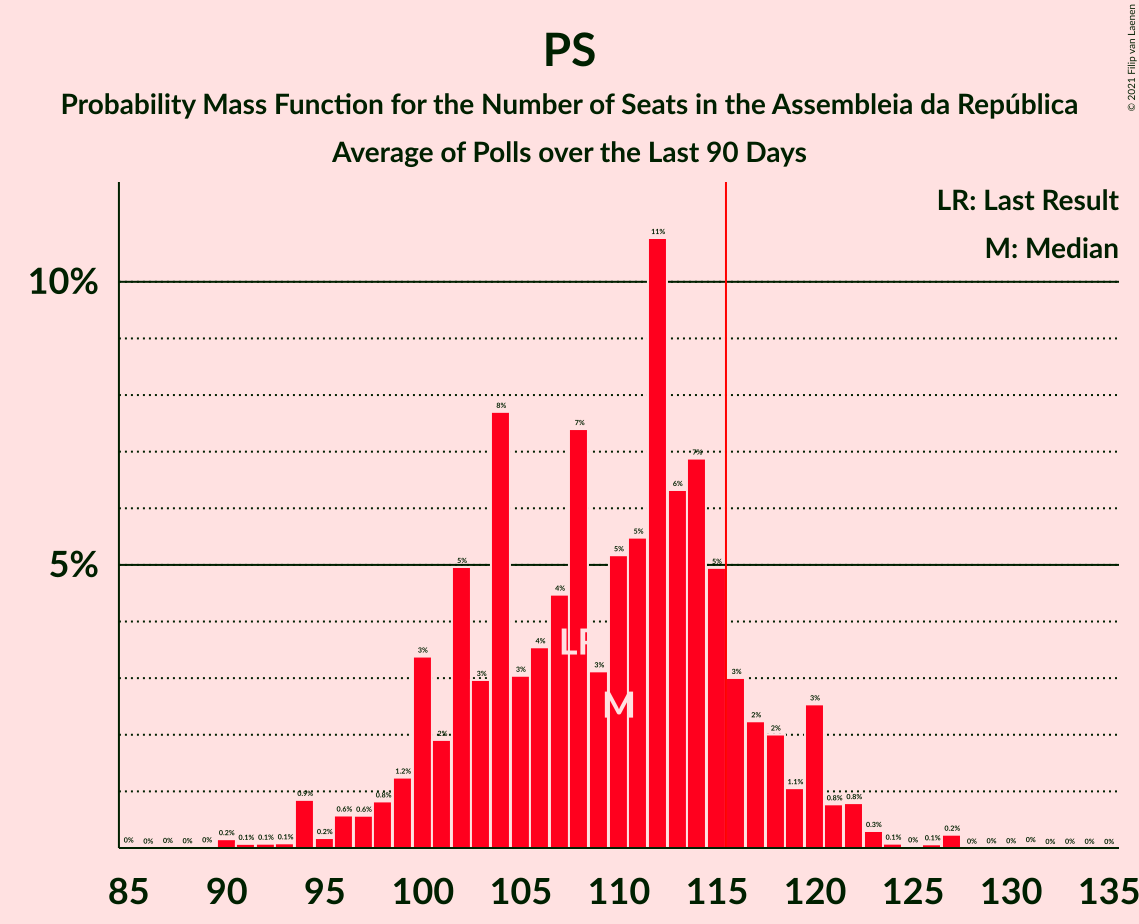 PS
Probability Mass Function for the Number of Seats in the Assembleia da República
Average of Polls over the Last 90 Days
© 2021 Filip van Laenen
LR: Last Result
M: Median
10%
5%
0% 0% 0% 0% 0% 0.2% 0.1% 0.1% 0.1% 0.9% 0.2% 0.6% 0.6% 0.8% 1.2% 3% 2% 5% 3% 8% 3% 4% 4% 7% 3% 5% 5% 11% 6% 7% 5% 3% 2% 2% 1.1% 3% 0.8% 0.8% 0.3% 0.1% 0% 0.1% 0.2% 0% 0% 0% 0% 0% 0% 0% 0%
LR
M
85 90 95 100 105 110 115 120 125 130 135